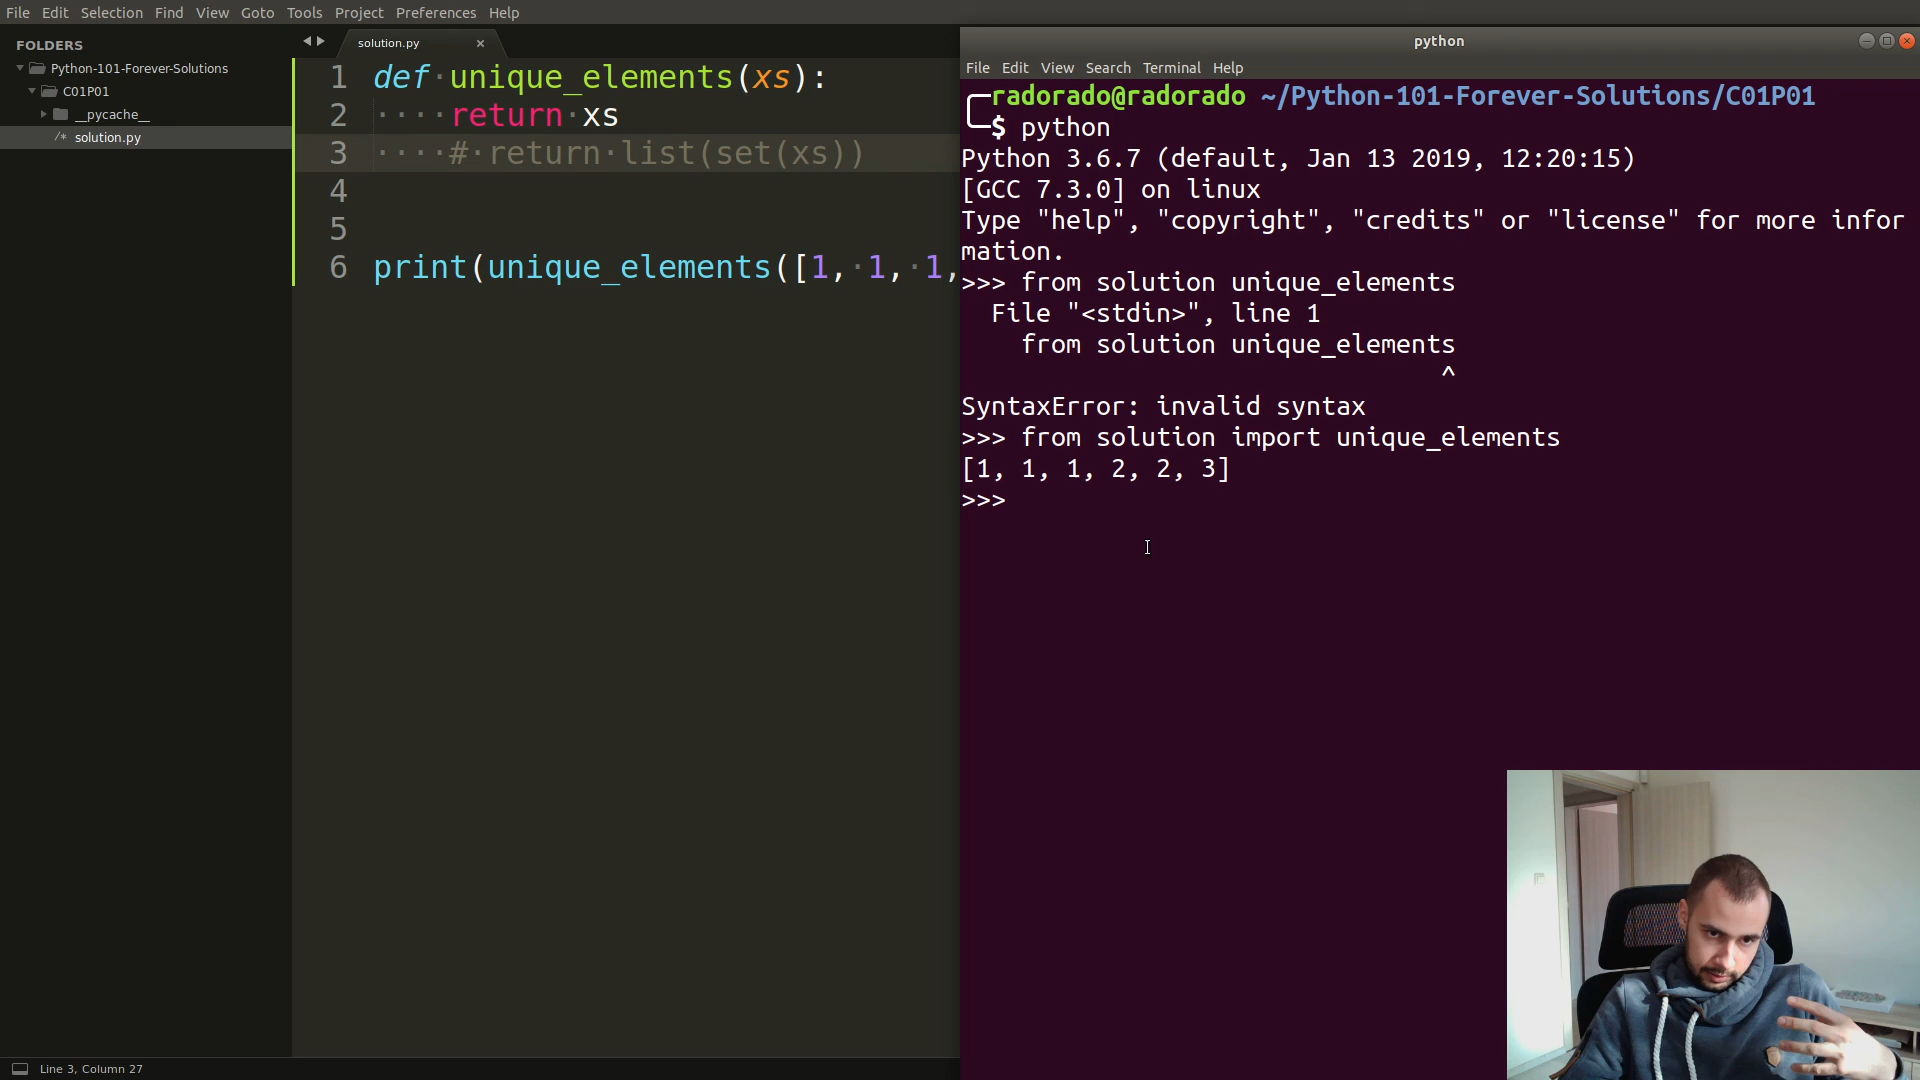 File Edit Selection Find View Goto Tools Project Preferences Help
FOLDERS
Python-101-Forever-Solutions
C01P01
__pycache__
/* solution.py
solution.py ×
1 def unique_elements(xs):
2 return xs
3 # return list(set(xs))
4
5
6 print(unique_elements([1, 1, 1,
Line 3, Column 27
python
File Edit View Search Terminal Help
radorado@radorado ~/Python-101-Forever-Solutions/C01P01
$ python
Python 3.6.7 (default, Jan 13 2019, 12:20:15)
[GCC 7.3.0] on linux
Type "help", "copyright", "credits" or "license" for more infor
mation.
>>> from solution unique_elements
File "<stdin>", line 1
from solution unique_elements
^
SyntaxError: invalid syntax
>>> from solution import unique_elements
[1, 1, 1, 2, 2, 3]
>>>